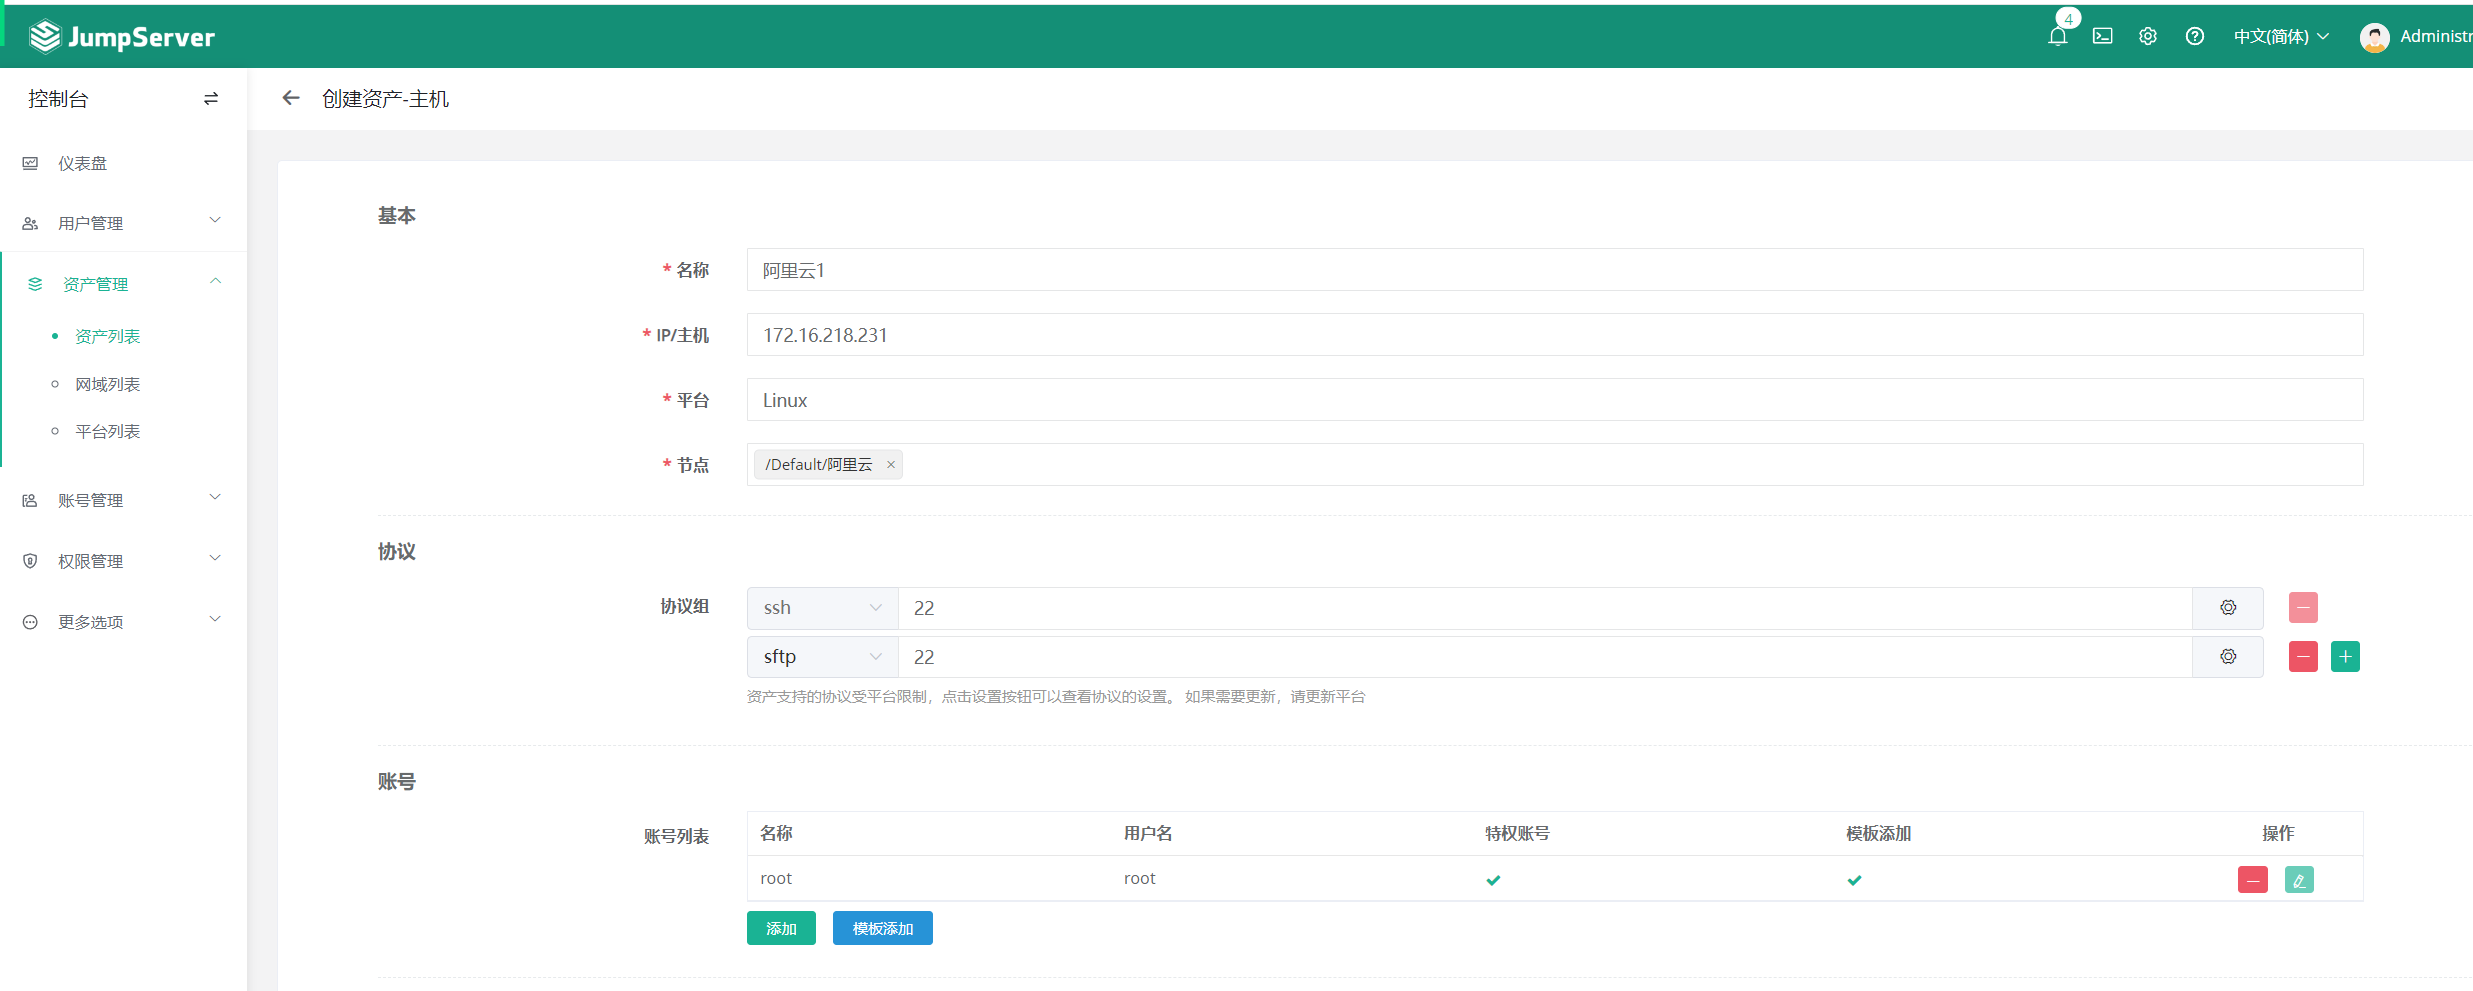 JumpServer
4
中文(简体)
Administr
控制台
创建资产-主机
仪表盘
用户管理
资产管理
资产列表
网域列表
平台列表
账号管理
权限管理
更多选项
基本
* 名称
阿里云1
* IP/主机
172.16.218.231
* 平台
Linux
* 节点
/Default/阿里云 ×
协议
协议组
ssh 22
sftp 22
资产支持的协议受平台限制，点击设置按钮可以查看协议的设置。 如果需要更新，请更新平台
账号
账号列表
名称 用户名 特权账号 模板添加 操作
root root
添加 模板添加